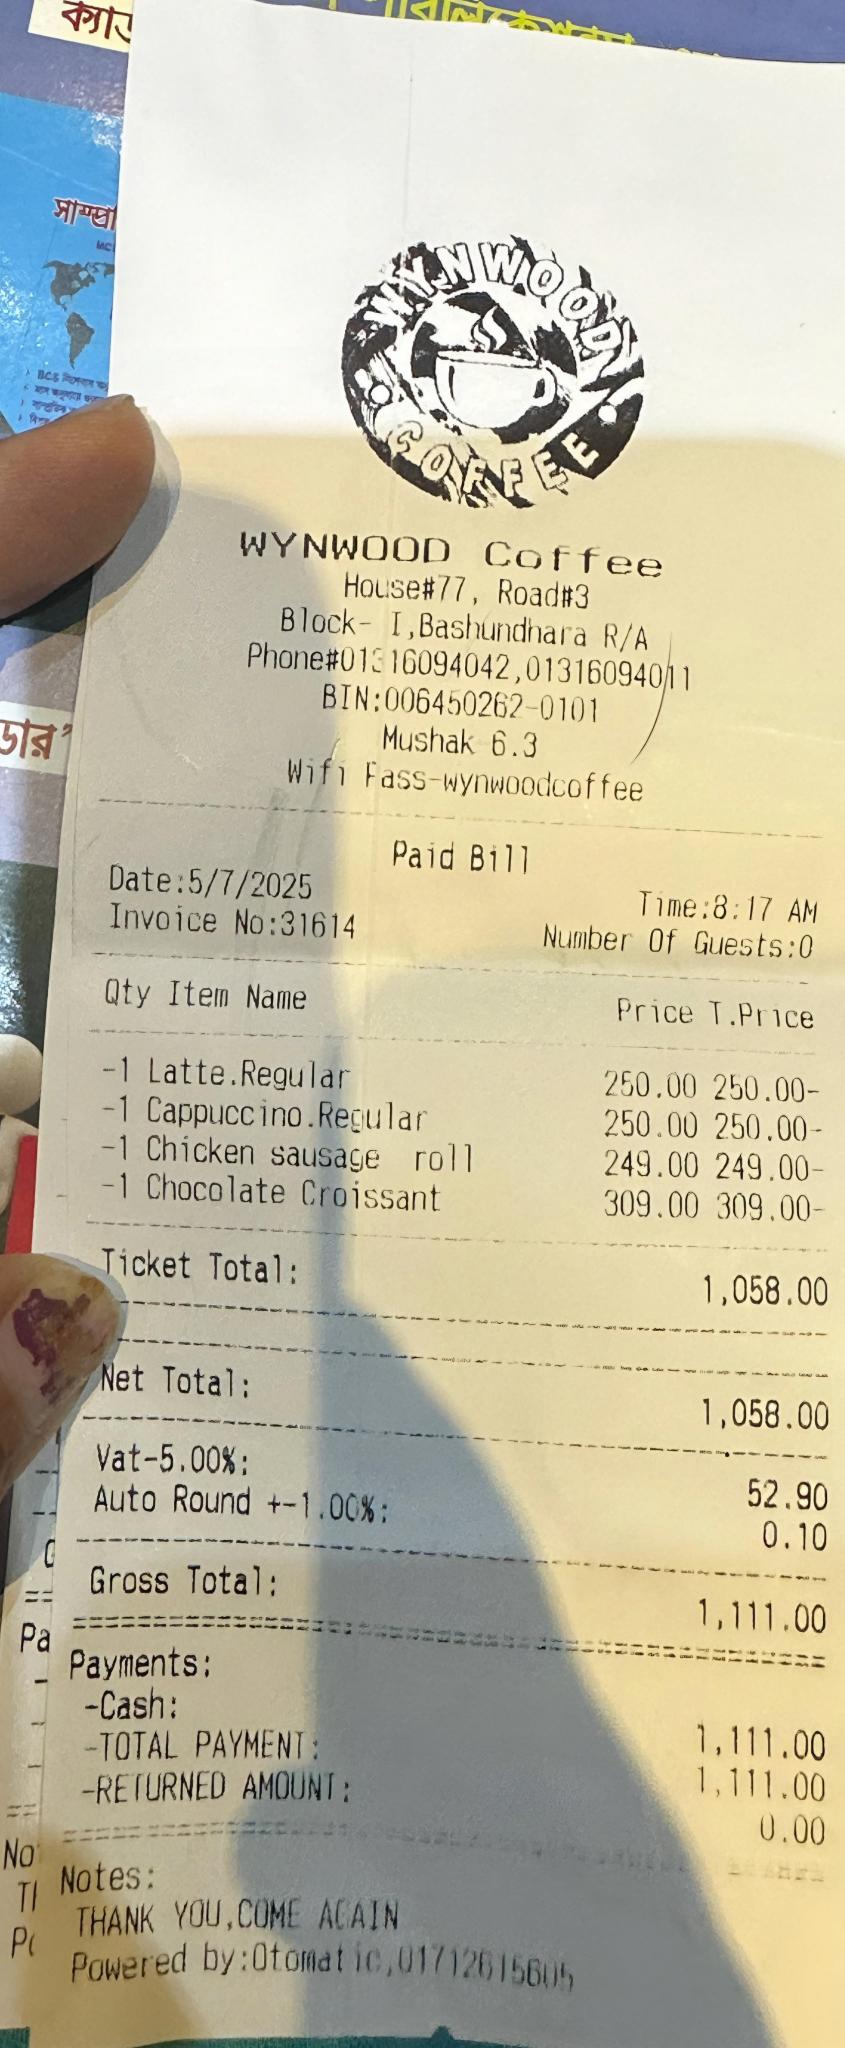 ক্যাড
পাবলিকেশনস
সাম্প্রা
ডার'
WYNWOOD
COFFEE
WYNWOOD Coffee
House#77, Road#3
Block- I,Bashundhara R/A
Phone#01316094042,01316094011
BIN:006450262-0101
Mushak 6.3
Wifi Pass-wynwoodcoffee
Paid Bill
Date:5/7/2025 Time:8:17 AM
Invoice No:31614 Number Of Guests:0
Qty Item Name Price T.Price
-1 Latte.Regular 250.00 250.00-
-1 Cappuccino.Regular 250.00 250.00-
-1 Chicken sausage roll 249.00 249.00-
-1 Chocolate Croissant 309.00 309.00-
Ticket Total: 1,058.00
Net Total: 1,058.00
Vat-5.00%: 52.90
Auto Round +-1.00%: 0.10
Gross Total: 1,111.00
Payments:
-Cash: 1,111.00
-TOTAL PAYMENT: 1,111.00
-RETURNED AMOUNT: 0.00
Notes:
THANK YOU,COME AGAIN
Powered by:Otomatic,01712615605